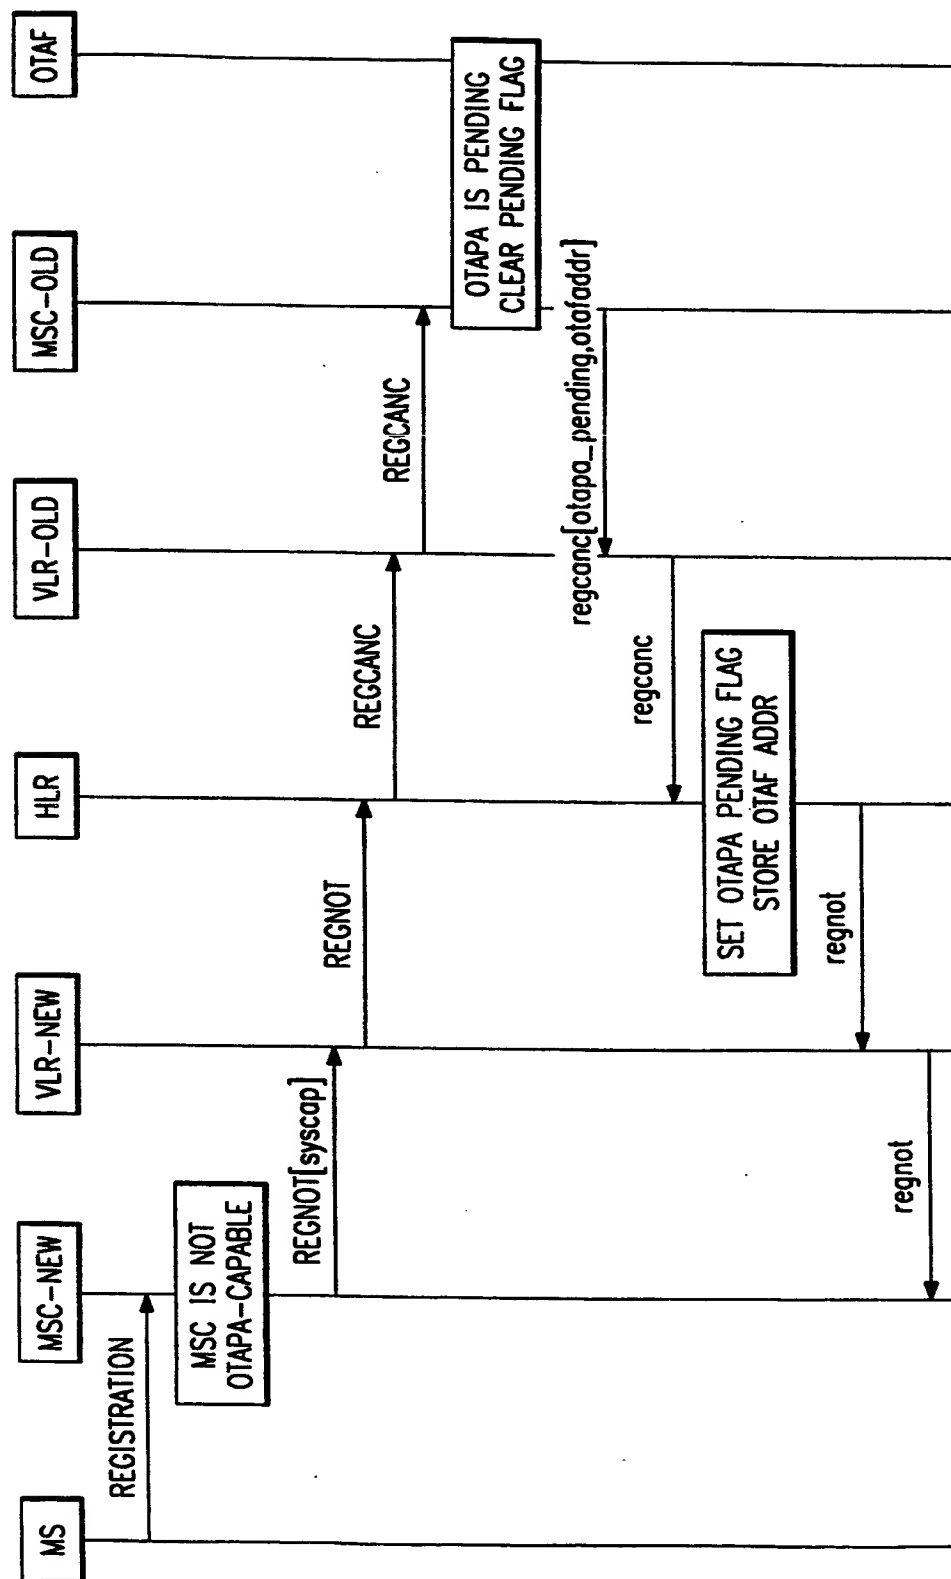 MS
MSC-NEW
VLR-NEW
HLR
VLR-OLD
MSC-OLD
OTAF
REGISTRATION
MSC IS NOT
OTAPA-CAPABLE
REGNOT[syscap]
REGNOT
REGCANC
REGCANC
OTAPA IS PENDING
CLEAR PENDING FLAG
regcanc[otapa_pending,otafaddr]
regcanc
SET OTAPA PENDING FLAG
STORE OTAF ADDR
regnot
regnot